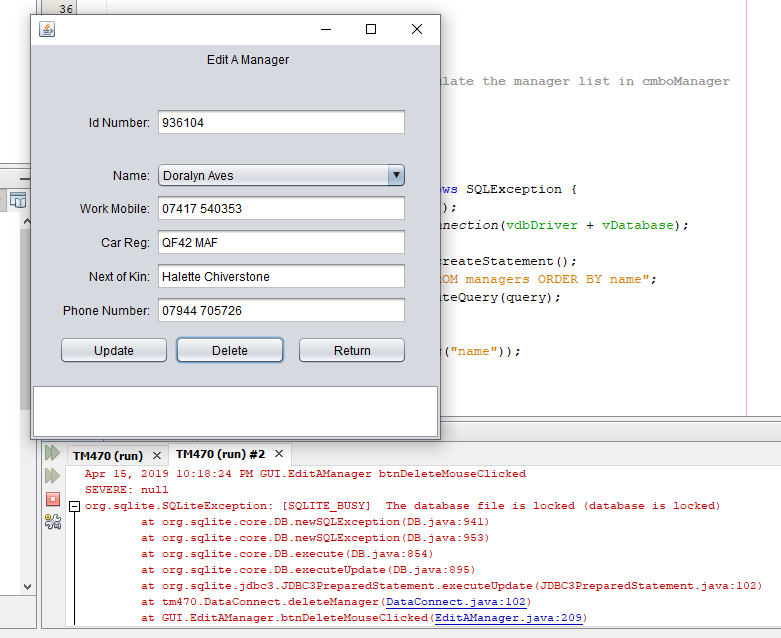 36
Edit A Manager
late the manager list in cmboManager
Id Number: 936104
Name: Doralyn Aves
ws SQLException {
Work Mobile: 07417 540353
);
Car Reg: QF42 MAF
nnection(vdbDriver + vDatabase);
createStatement();
Next of Kin: Halette Chiverstone
OM managers ORDER BY name";
Phone Number: 07944 705726
teQuery(query);
Update Delete Return
("name"));
TM470 (run) × TM470 (run) #2 ×
Apr 15, 2019 10:18:24 PM GUI.EditAManager btnDeleteMouseClicked
SEVERE: null
org.sqlite.SQLiteException: [SQLITE_BUSY]  The database file is locked (database is locked)
at org.sqlite.core.DB.newSQLException(DB.java:941)
at org.sqlite.core.DB.newSQLException(DB.java:953)
at org.sqlite.core.DB.execute(DB.java:854)
at org.sqlite.core.DB.executeUpdate(DB.java:895)
at org.sqlite.jdbc3.JDBC3PreparedStatement.executeUpdate(JDBC3PreparedStatement.java:102)
at tm470.DataConnect.deleteManager(DataConnect.java:102)
at GUI.EditAManager.btnDeleteMouseClicked(EditAManager.java:209)